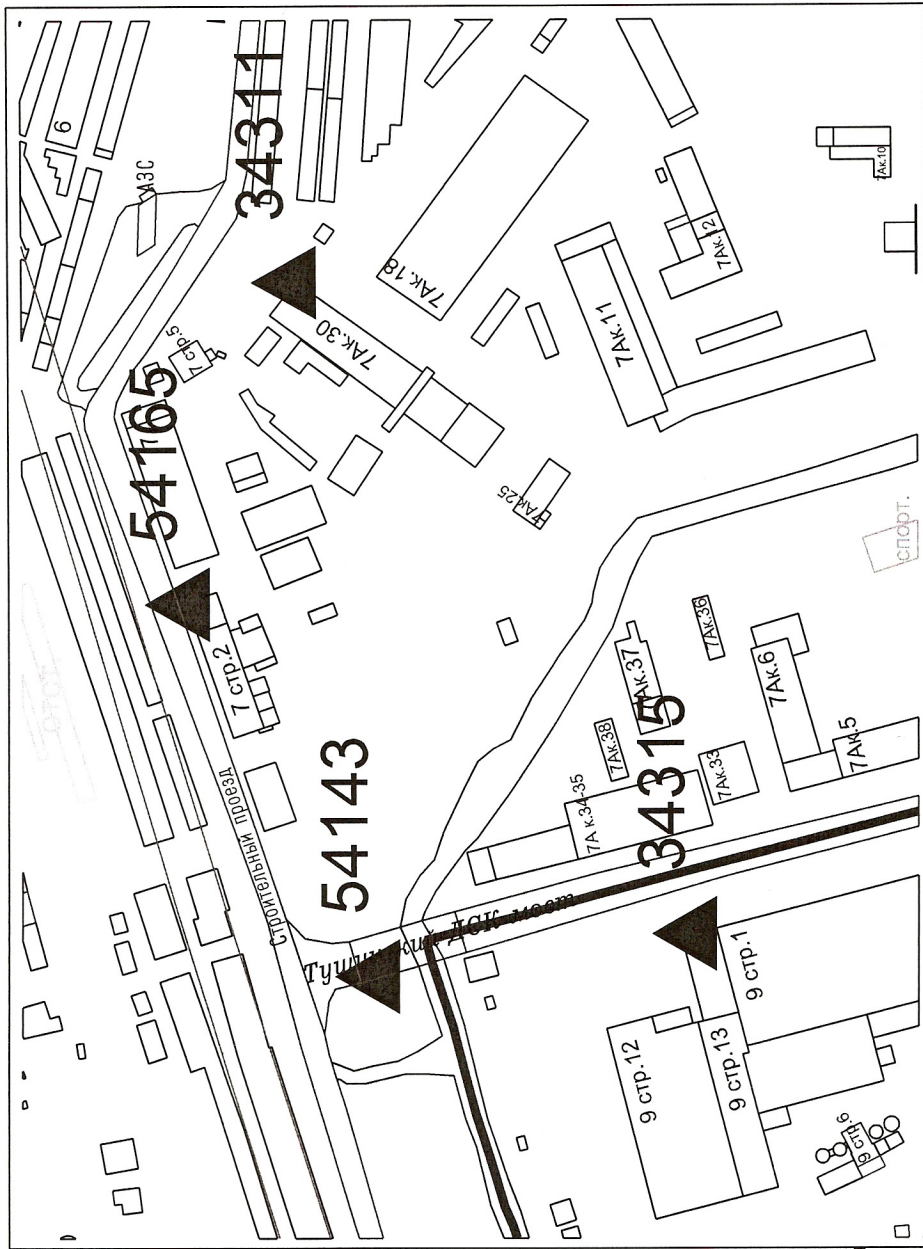 6
АЗС
34311
7 стр.5
54165
7Ак.30
7Ак.18
7Ак.10
7Ак.12
7Ак.11
7Ак25
7 стр.2
Строительный проезд
54143
спорт.
7Ак.36
7Ак.37
7Ак.38
34315
7Ак.6
7Ак.5
7Ак.33
7А к.34-35
ДСК мост
9 стр.1
9 стр.12
9 стр.13
9 стр.6